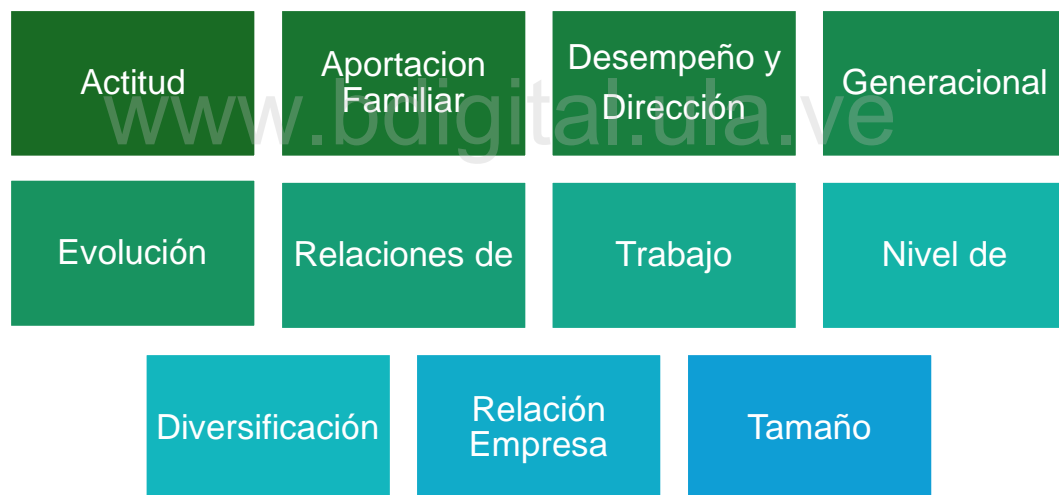 Actitud
Aportacion
Familiar
Desempeño y
Dirección
Generacional
www.bdigital.ula.ve
Evolución
Relaciones de
Trabajo
Nivel de
Diversificación
Relación
Empresa
Tamaño